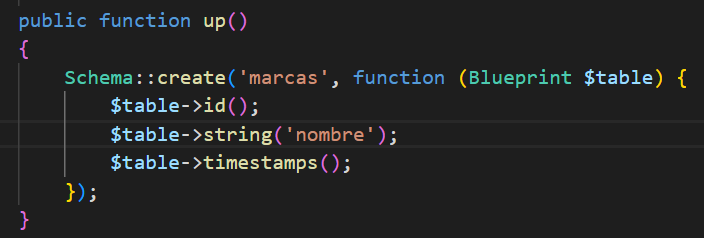 public function up()
{
    Schema::create('marcas', function (Blueprint $table) {
        $table->id();
        $table->string('nombre');
        $table->timestamps();
    });
}